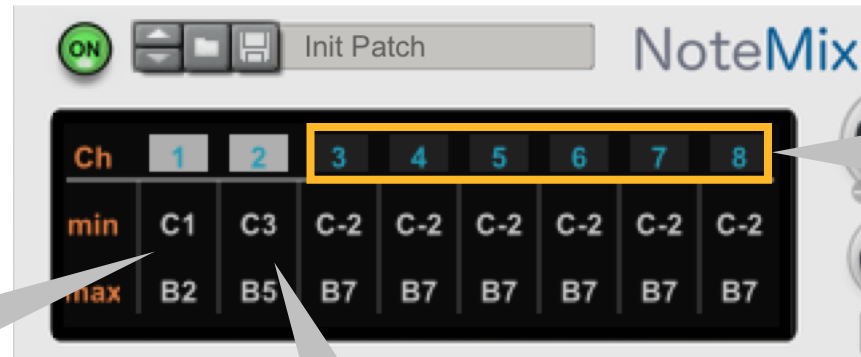 ON Init Patch NoteMix
Ch 1 2 3 4 5 6 7 8
min C1 C3 C-2 C-2 C-2 C-2 C-2 C-2
max B2 B5 B7 B7 B7 B7 B7 B7